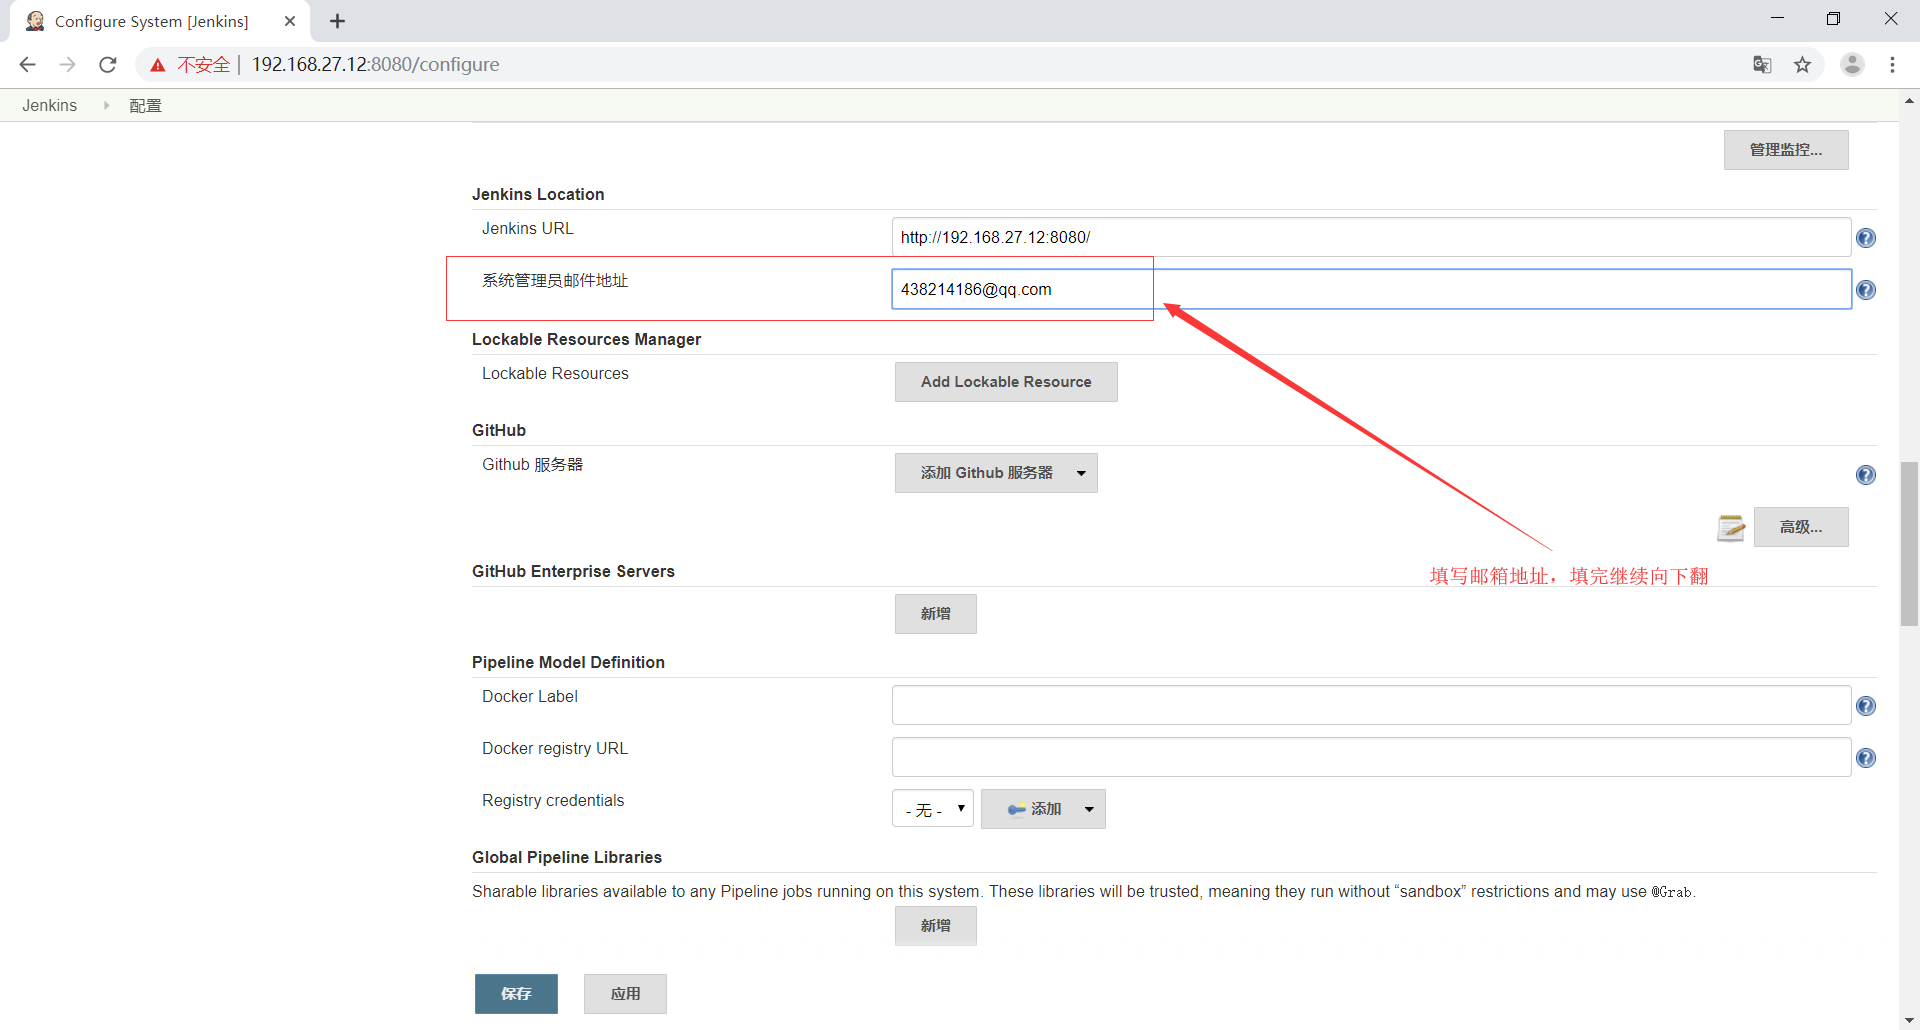 Configure System [Jenkins]
不安全 | 192.168.27.12:8080/configure
Jenkins 配置
管理监控...
Jenkins Location
Jenkins URL
http://192.168.27.12:8080/
系统管理员邮件地址
438214186@qq.com
Lockable Resources Manager
Lockable Resources
Add Lockable Resource
GitHub
Github 服务器
添加 Github 服务器
高级...
GitHub Enterprise Servers
填写邮箱地址，填完继续向下翻
新增
Pipeline Model Definition
Docker Label
Docker registry URL
Registry credentials
- 无 -
添加
Global Pipeline Libraries
Sharable libraries available to any Pipeline jobs running on this system. These libraries will be trusted, meaning they run without “sandbox” restrictions and may use @Grab.
新增
保存
应用